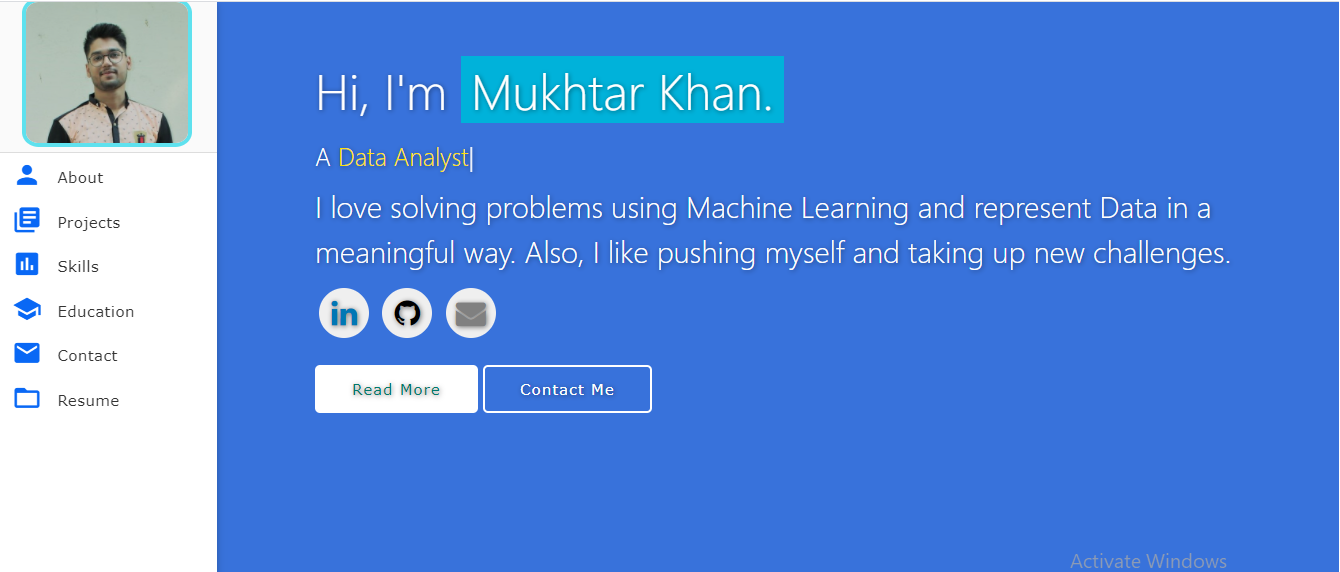 About
Projects
Skills
Education
Contact
Resume
Hi, I'm Mukhtar Khan.
A Data Analyst|
I love solving problems using Machine Learning and represent Data in a
meaningful way. Also, I like pushing myself and taking up new challenges.
in
Read More Contact Me
Activate Windows